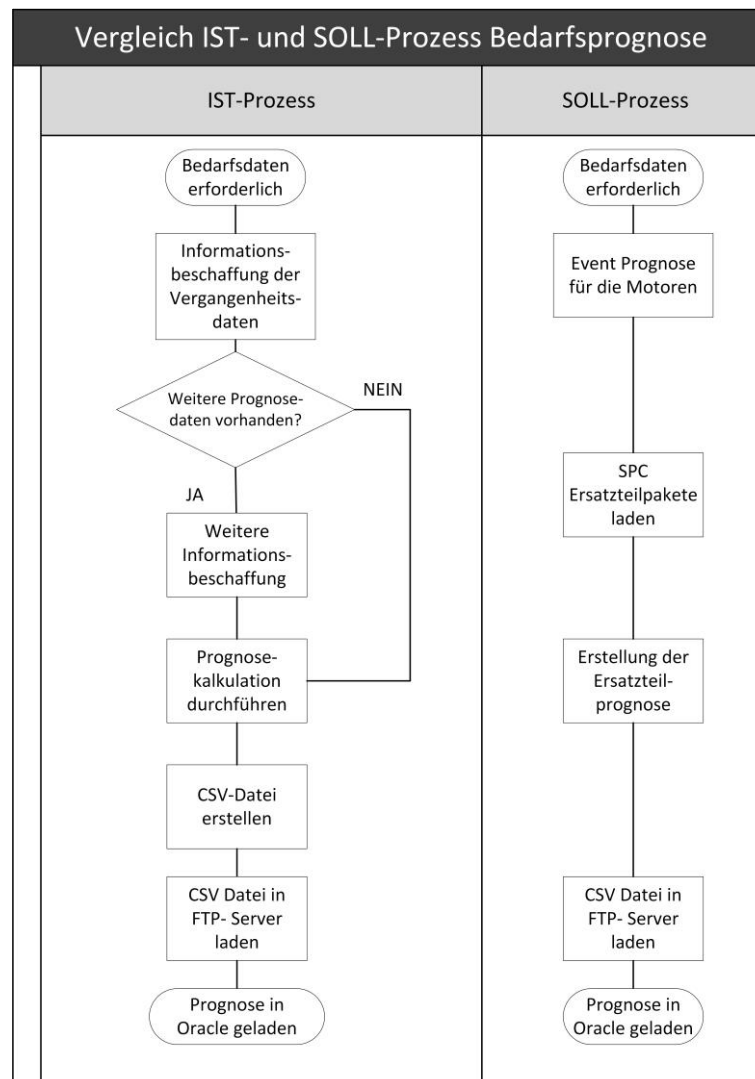 Vergleich IST- und SOLL-Prozess Bedarfsprognose
IST-Prozess
SOLL-Prozess
Bedarfsdaten
erforderlich
Informations-
beschaffung der
Vergangenheits-
daten
Weitere Prognose-
daten vorhanden?
NEIN
JA
Weitere
Informations-
beschaffung
Prognose-
kalkulation
durchführen
CSV-Datei
erstellen
CSV Datei in
FTP- Server
laden
Prognose in
Oracle geladen
Bedarfsdaten
erforderlich
Event Prognose
für die Motoren
SPC
Ersatzteilpakete
laden
Erstellung der
Ersatzteil-
prognose
CSV Datei in
FTP- Server
laden
Prognose in
Oracle geladen